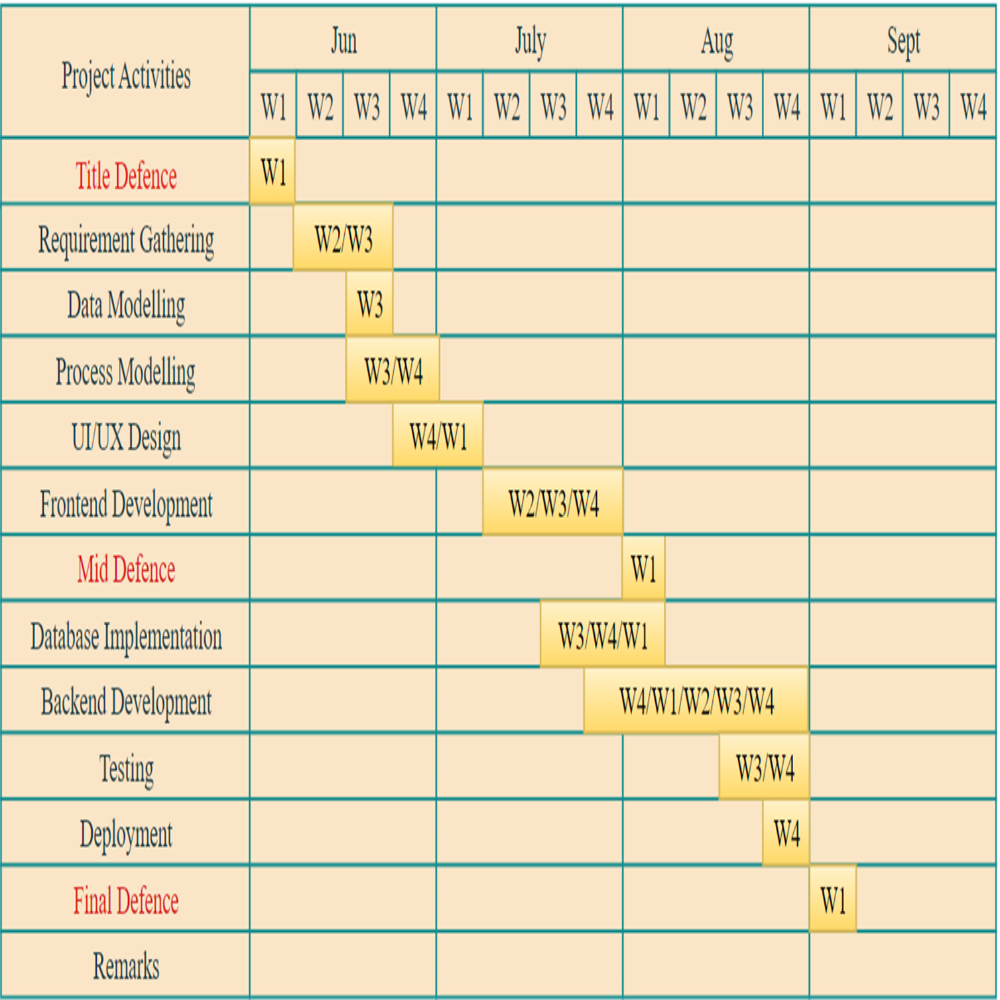 Project Activities
Jun July Aug Sept
W1 W2 W3 W4 W1 W2 W3 W4 W1 W2 W3 W4 W1 W2 W3 W4
Title Defence W1
Requirement Gathering W2/W3
Data Modelling W3
Process Modelling W3/W4
UI/UX Design W4/W1
Frontend Development W2/W3/W4
Mid Defence W1
Database Implementation W3/W4/W1
Backend Development W4/W1/W2/W3/W4
Testing W3/W4
Deployment W4
Final Defence W1
Remarks